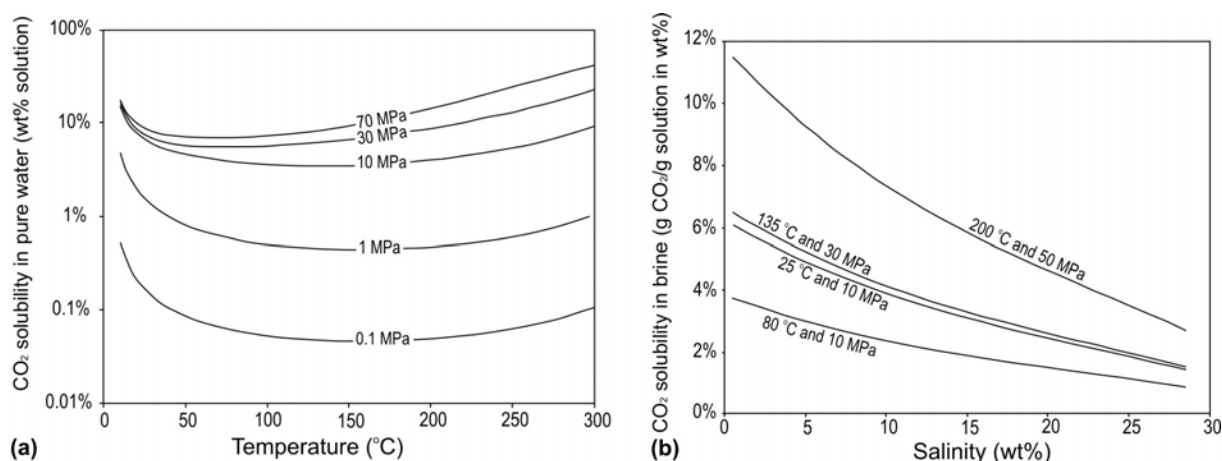 CO₂ solubility in pure water (wt% solution)
100%
10%
1%
0.1%
0.01%
70 MPa
30 MPa
10 MPa
1 MPa
0.1 MPa
0
50
100
150
200
250
300
Temperature (°C)
(a)
CO₂ solubility in brine (g CO₂/g solution in wt%)
12%
10%
8%
6%
4%
2%
0%
200 °C and 50 MPa
135 °C and 30 MPa
25 °C and 10 MPa
80 °C and 10 MPa
0
5
10
15
20
25
30
Salinity (wt%)
(b)